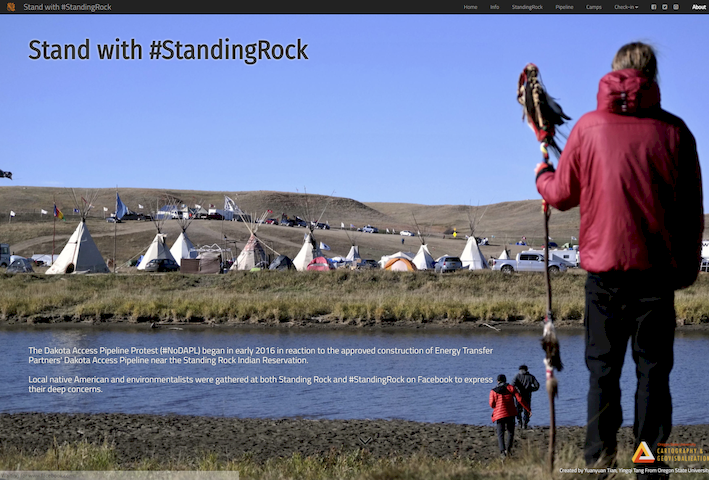 Stand with #StandingRock
Home Info StandingRock Pipeline Camps Check-in About
Stand with #StandingRock
The Dakota Access Pipeline Protest (#NoDAPL) began in early 2016 in reaction to the approved construction of Energy Transfer
Partners' Dakota Access Pipeline near the Standing Rock Indian Reservation.
Local native American and environmentalists were gathered at both Standing Rock and #StandingRock on Facebook to express
their deep concerns.
CARTOGRAPHY &
GEOVISUALIZATION
Created by Yuanyuan Tian, Yingqi Tang From Oregon State Universit